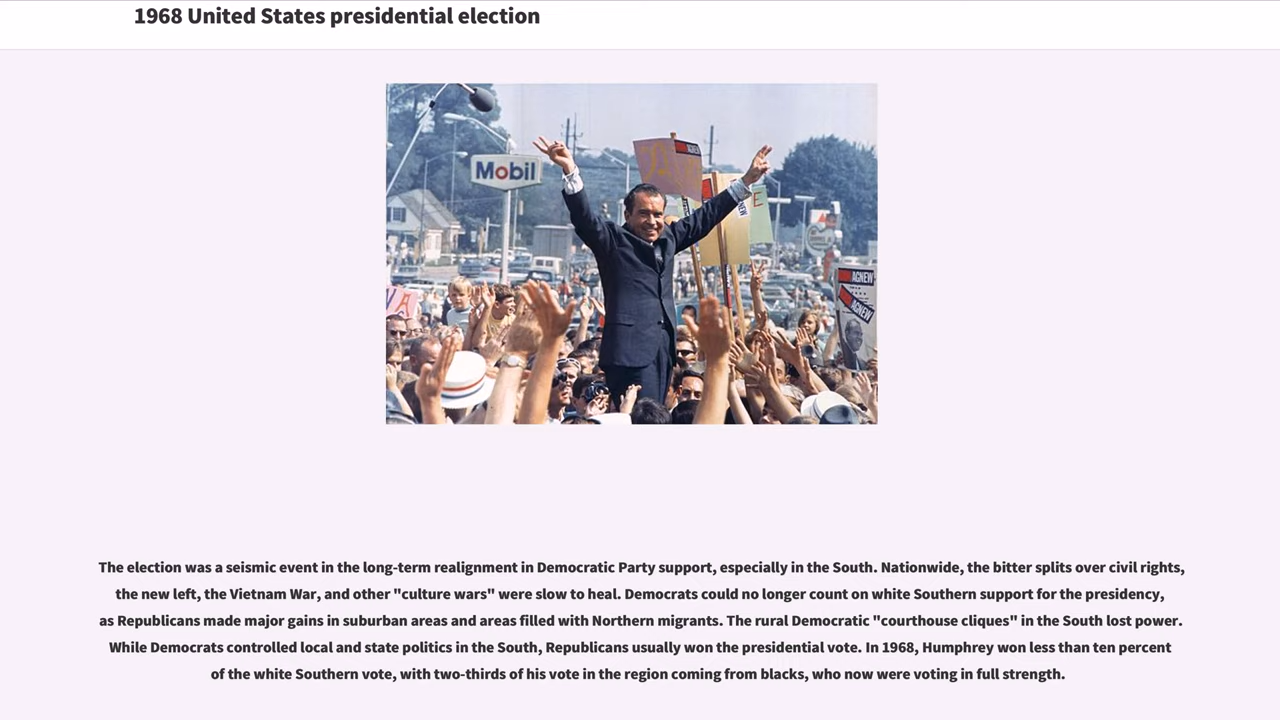 1968 United States presidential election
AGNEW
Mobil
E
AGNEW
AGNEW
The election was a seismic event in the long-term realignment in Democratic Party support, especially in the South. Nationwide, the bitter splits over civil rights,
the new left, the Vietnam War, and other "culture wars" were slow to heal. Democrats could no longer count on white Southern support for the presidency,
as Republicans made major gains in suburban areas and areas filled with Northern migrants. The rural Democratic "courthouse cliques" in the South lost power.
While Democrats controlled local and state politics in the South, Republicans usually won the presidential vote. In 1968, Humphrey won less than ten percent
of the white Southern vote, with two-thirds of his vote in the region coming from blacks, who now were voting in full strength.